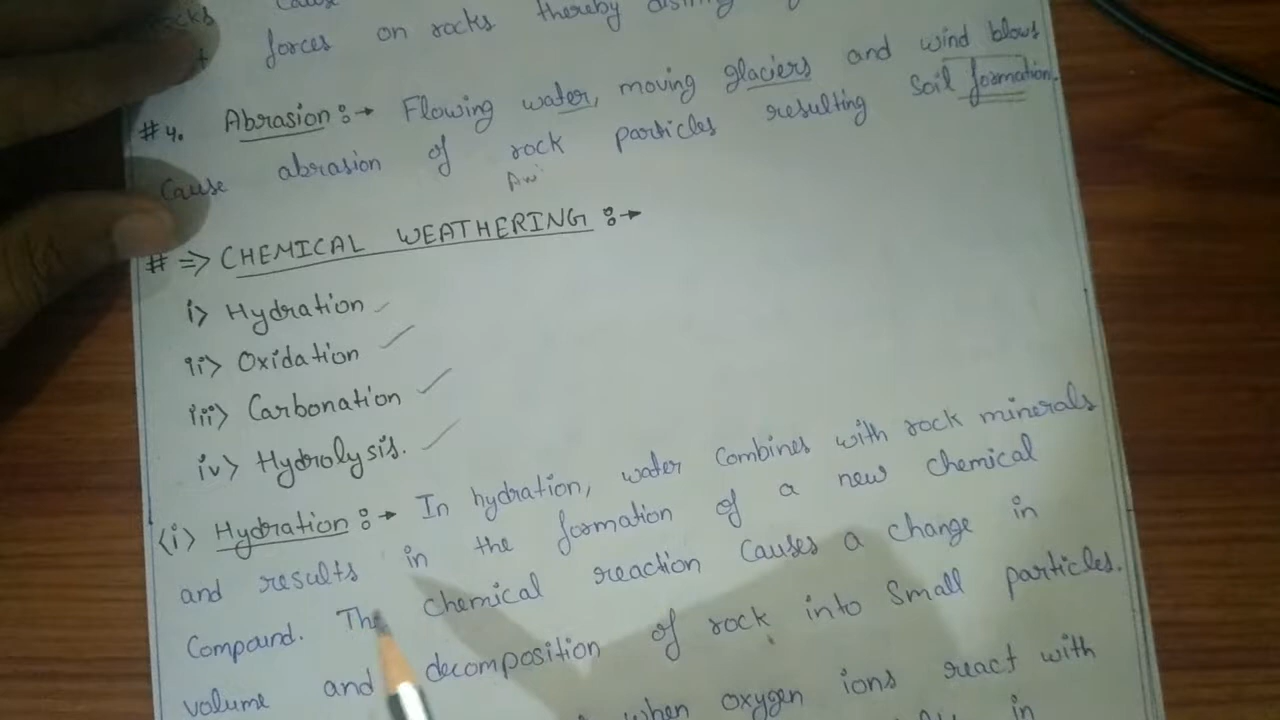 forces on rocks thereby
#4. Abrasion :→ Flowing water, moving glaciers and wind blows
cause abrasion of rock particles resulting soil formation.
# => CHEMICAL WEATHERING :→
i> Hydration
ii> Oxidation
iii> Carbonation
iv> Hydrolysis.
(i) Hydration :→ In hydration, water combines with rock minerals
and results in the formation of a new chemical
compound. The chemical reaction causes a change in
volume and decomposition of rock into small particles.
when oxygen ions react with
in